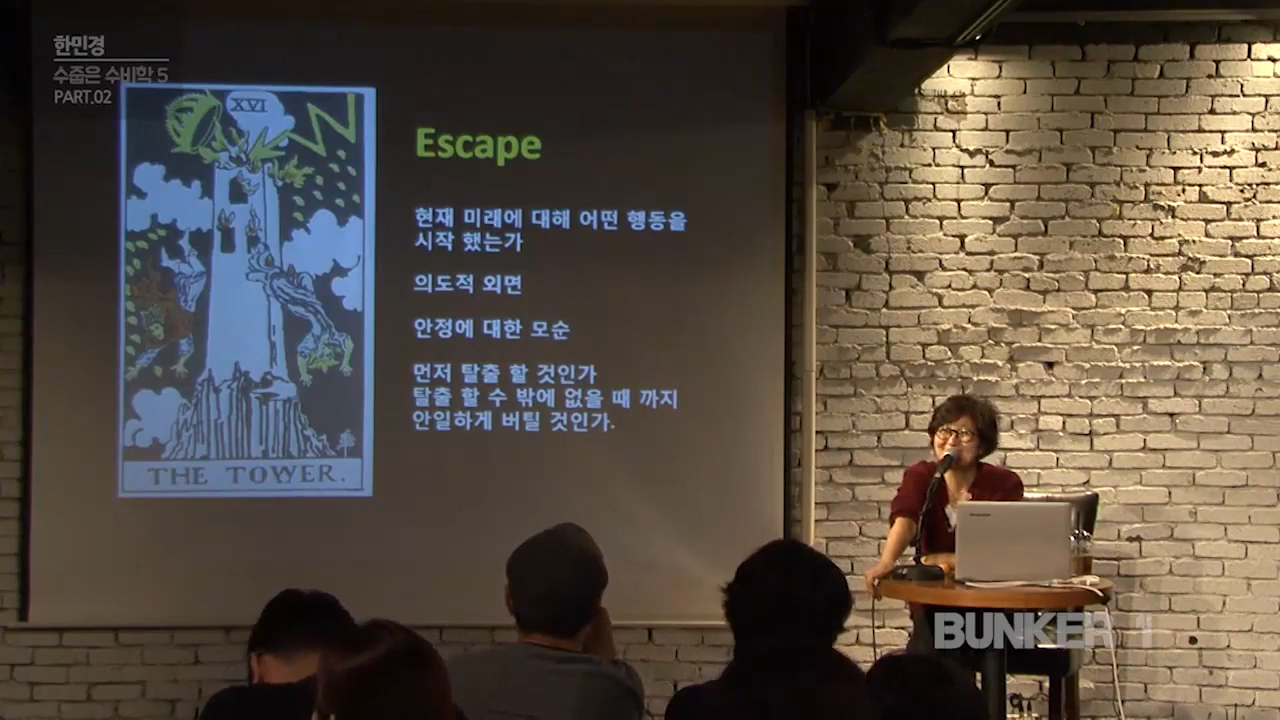 한민경
수줍은 수비학 5
PART.02
XVI
THE TOWER.
Escape
현재 미래에 대해 어떤 행동을
시작 했는가
의도적 외면
안정에 대한 모순
먼저 탈출 할 것인가
탈출 할 수 밖에 없을 때 까지
안일하게 버틸 것인가.
BUNKER 1